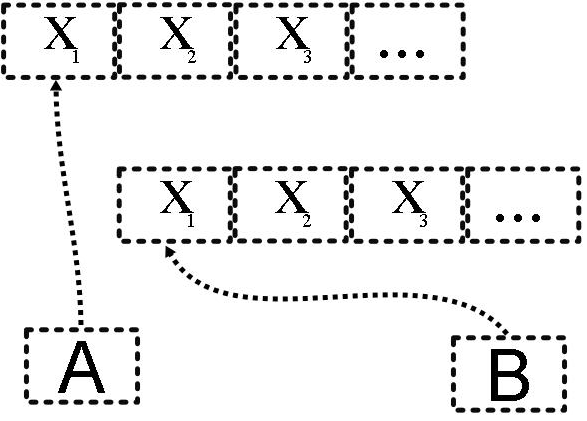 X₁ X₂ X₃ ...
X₁ X₂ X₃ ...
A B